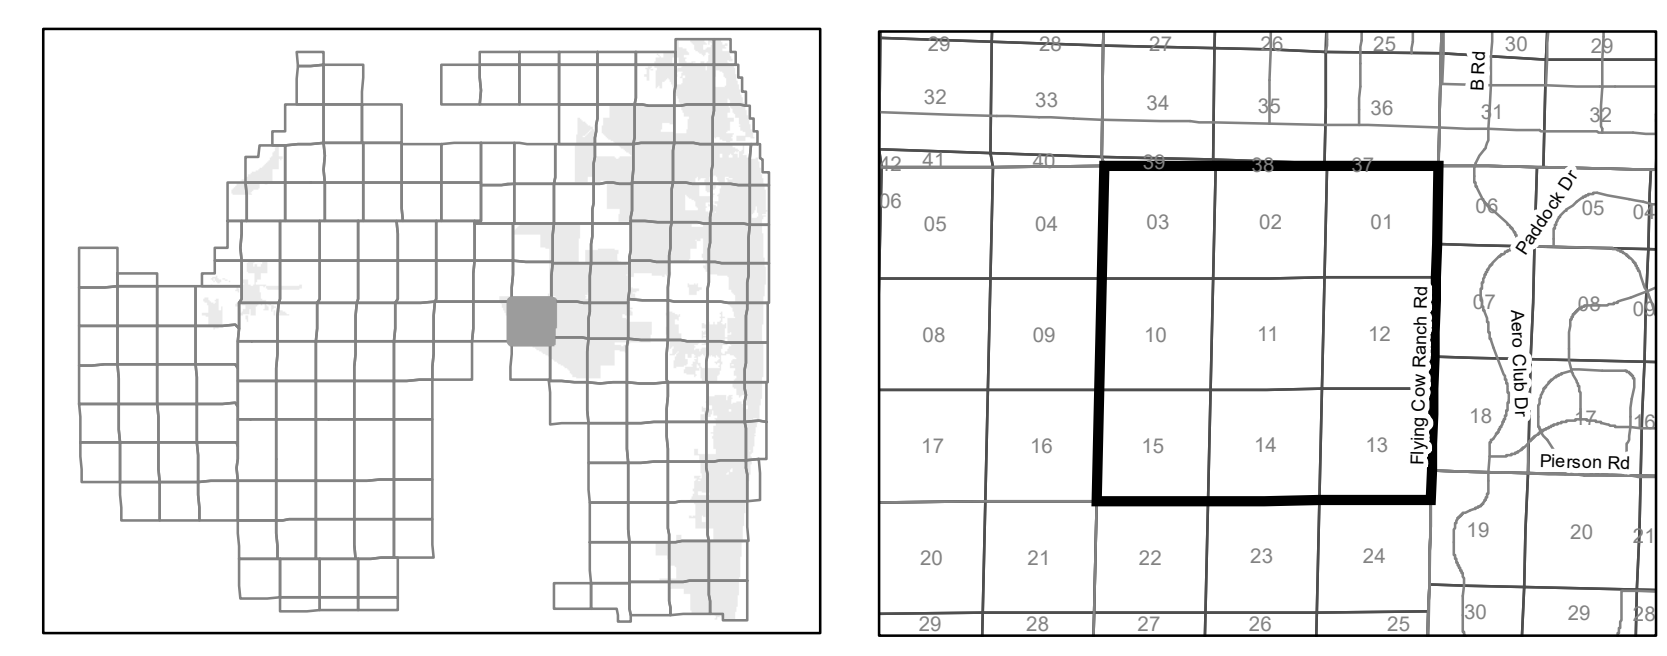 29 28 27 26 25 30 29
B Rd
32 33 34 35 36 31 32
42 41 40 39 38 37
06 05 04 03 02 01 06 05 04
Paddock Dr
08 09 10 11 12 07 08 09
Flying Cow Ranch Rd
Aero Club Dr
17 16 15 14 13 18 17 16
Pierson Rd
20 21 22 23 24 19 20 21
29 28 27 26 25 30 29 28